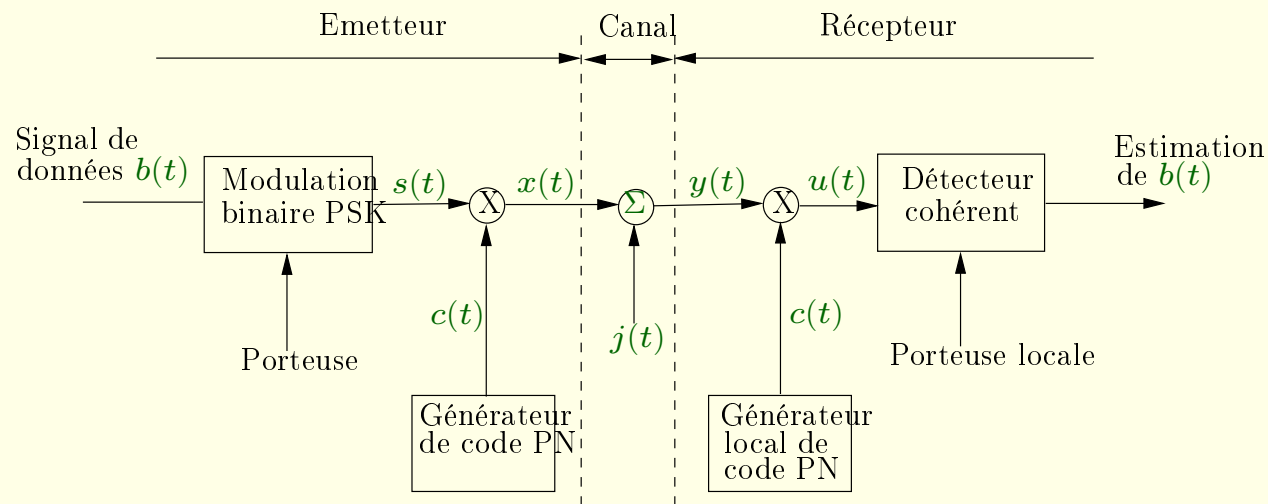 Emetteur
Canal
Récepteur
Signal de
données b(t)
Modulation
binaire PSK
s(t)
X
x(t)
Σ
y(t)
X
u(t)
Détecteur
cohérent
Estimation
de b(t)
c(t)
j(t)
c(t)
Porteuse
Porteuse locale
Générateur
de code PN
Générateur
local de
code PN